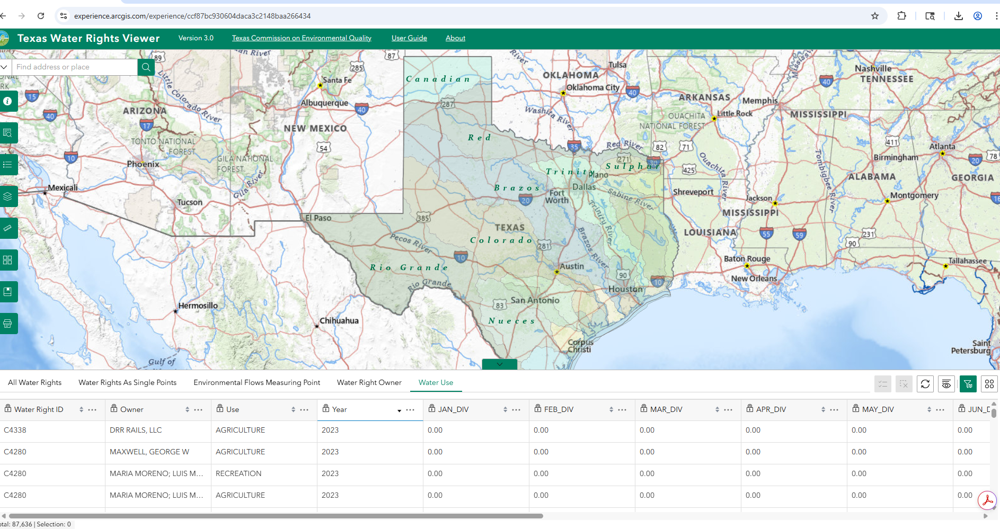 experience.arcgis.com/experience/ccf87bc930604daca3c2148baa266434
Texas Water Rights Viewer
Version 3.0
Texas Commission on Environmental Quality
User Guide
About
Find address or place
89
87
285
Santa Fe
Albuquerque
40
Little Colorado River
15
40
ARIZONA
17
TONTO NATIONAL
FOREST
10
Phoenix
GILA NATIONAL
FOREST
Gila River
NEW MEXICO
54
Mexicali
Tucson
El Paso
Canadian
287
Red
OKLAHOMA
Tulsa
Oklahoma City
40
Washita River
35
Red River
82
71
271
30
Sulphur
Trinity
Plano
Dallas
Brazos
Fort
Worth
20
Sabine River
Trinity River
385
TEXAS
Colorado
281
Pecos River
10
Brazos River
Rio Grande
Austin
Rio Grande
90
Houston
10
83
San Antonio
Nueces
Corpus
Christi
Hermosillo
Chihuahua
Gulf of
ARKANSAS
Memphis
OUACHITA
NATIONAL FOREST
Little Rock
Ouachita River
425
Shreveport
LOUISIANA
Baton Rouge
New Orleans
Nashville
TENNESSEE
40
MISSISSIPPI
411
Atlanta
Birmingham
20
78
Tombigbee River
ALABAMA
GEORGIA
Jackson
MISSISSIPPI
Montgomery
16
55
59
231
90
Tallahassee
Saint
Petersburg
All Water Rights
Water Rights As Single Points
Environmental Flows Measuring Point
Water Right Owner
Water Use
Water Right ID Owner Use Year JAN_DIV FEB_DIV MAR_DIV APR_DIV MAY_DIV JUN_D
C4338 DRR RAILS, LLC AGRICULTURE 2023 0.00 0.00 0.00 0.00 0.00 0.00
C4280 MAXWELL, GEORGE W AGRICULTURE 2023 0.00 0.00 0.00 0.00 0.00 0.00
C4280 MARIA MORENO; LUIS M... RECREATION 2023 0.00 0.00 0.00 0.00 0.00 0.00
C4280 MARIA MORENO; LUIS M... AGRICULTURE 2023 0.00 0.00 0.00 0.00 0.00 0.00
otal: 87,636 | Selection: 0